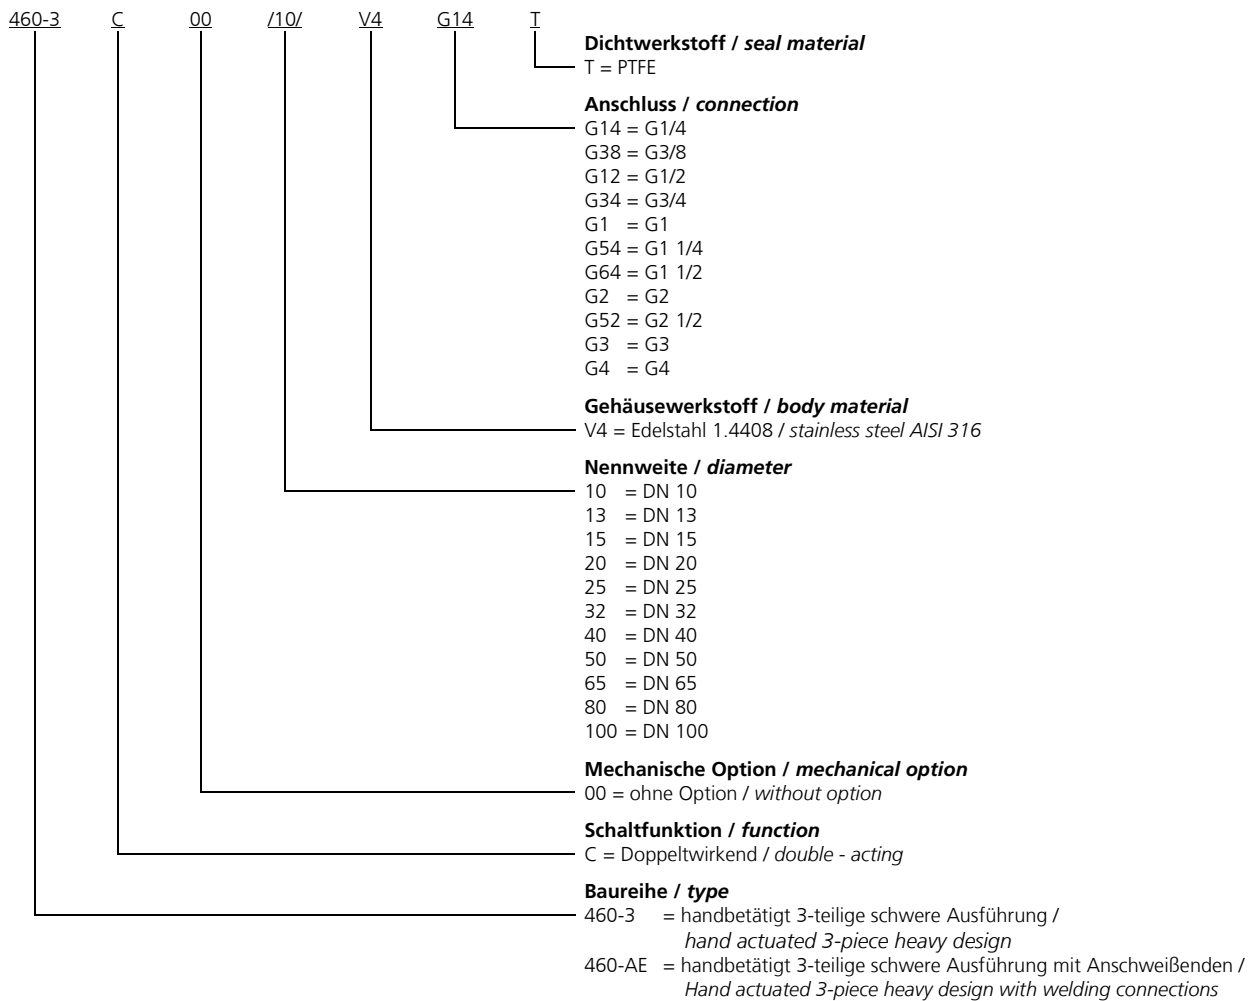 460-3 C 00 /10/ V4 G14 T
Dichtwerkstoff / seal material
T = PTFE
Anschluss / connection
G14 = G1/4
G38 = G3/8
G12 = G1/2
G34 = G3/4
G1 = G1
G54 = G1 1/4
G64 = G1 1/2
G2 = G2
G52 = G2 1/2
G3 = G3
G4 = G4
Gehäusewerkstoff / body material
V4 = Edelstahl 1.4408 / stainless steel AISI 316
Nennweite / diameter
10 = DN 10
13 = DN 13
15 = DN 15
20 = DN 20
25 = DN 25
32 = DN 32
40 = DN 40
50 = DN 50
65 = DN 65
80 = DN 80
100 = DN 100
Mechanische Option / mechanical option
00 = ohne Option / without option
Schaltfunktion / function
C = Doppeltwirkend / double - acting
Baureihe / type
460-3 = handbetätigt 3-teilige schwere Ausführung /
hand actuated 3-piece heavy design
460-AE = handbetätigt 3-teilige schwere Ausführung mit Anschweißenden /
Hand actuated 3-piece heavy design with welding connections